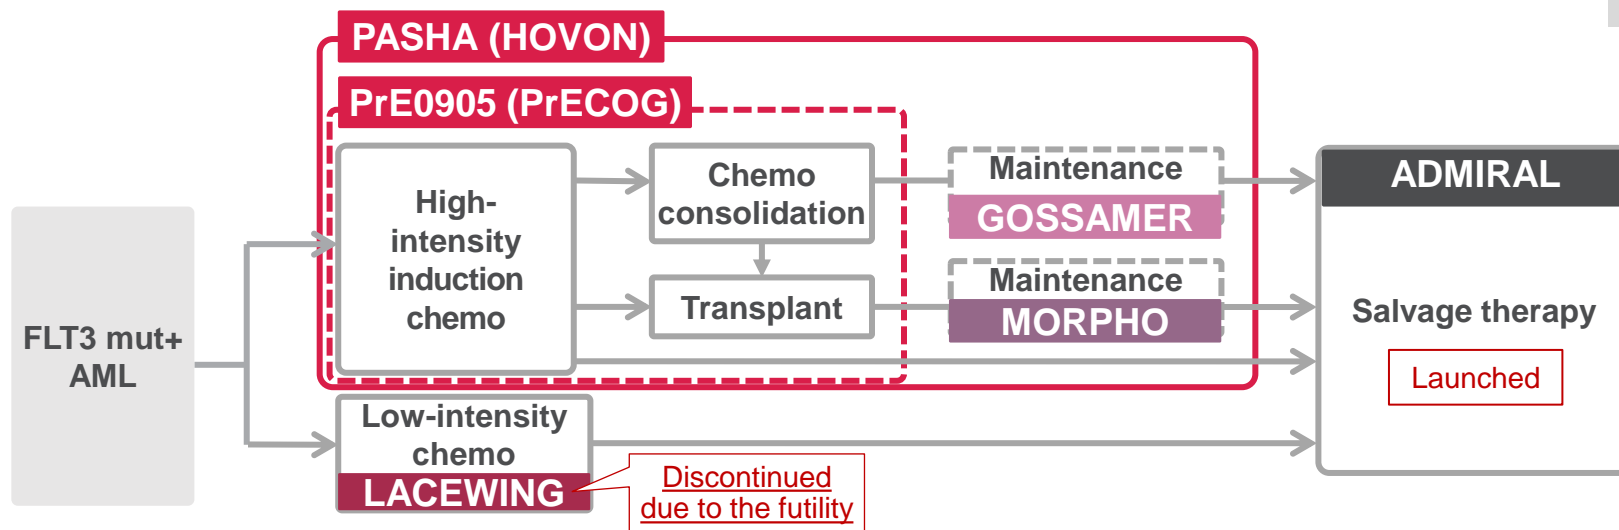 PASHA (HOVON)
PrE0905 (PrECOG)
FLT3 mut+
AML
High-
intensity
induction
chemo
Chemo
consolidation
Transplant
Maintenance
GOSSAMER
Maintenance
MORPHO
ADMIRAL
Salvage therapy
Launched
Low-intensity
chemo
LACEWING
Discontinued
due to the futility